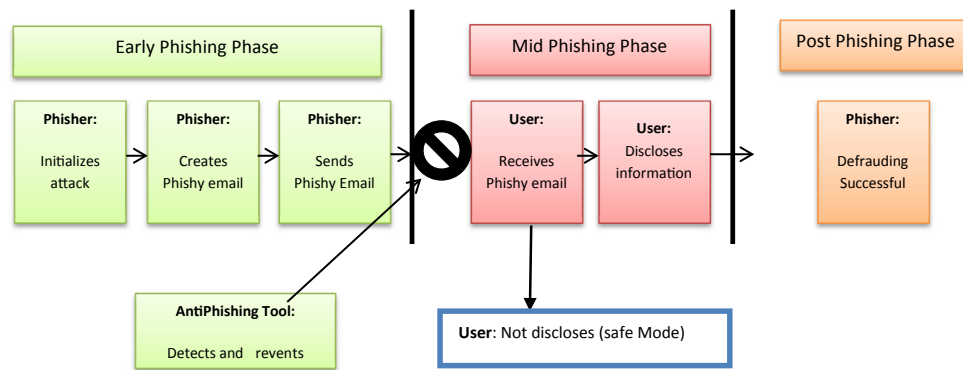 Early Phishing Phase
Mid Phishing Phase
Post Phishing Phase
Phisher:
Initializes
attack
Phisher:
Creates
Phishy email
Phisher:
Sends
Phishy Email
User:
Receives
Phishy email
User:
Discloses
information
Phisher:
Defrauding
Successful
AntiPhishing Tool:
Detects and revents
User: Not discloses (safe Mode)